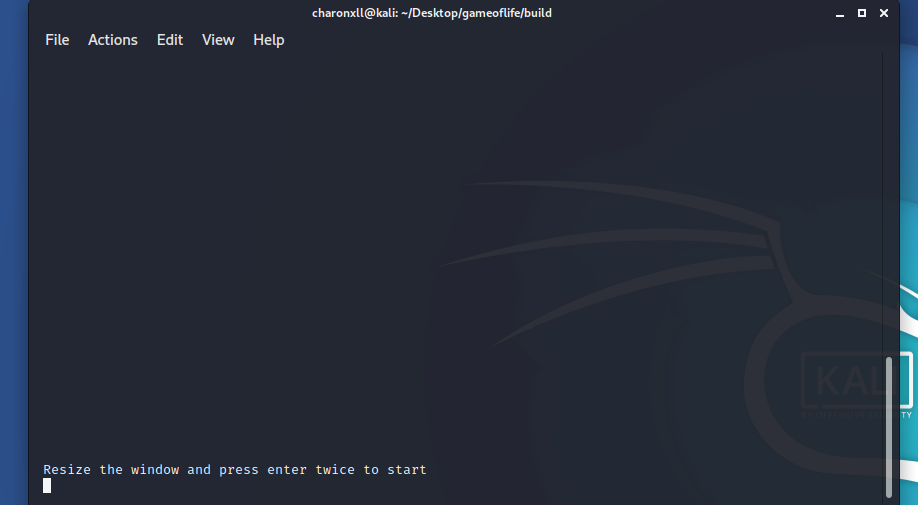 charonxll@kali: ~/Desktop/gameoflife/build
File Actions Edit View Help
KALI
Resize the window and press enter twice to start